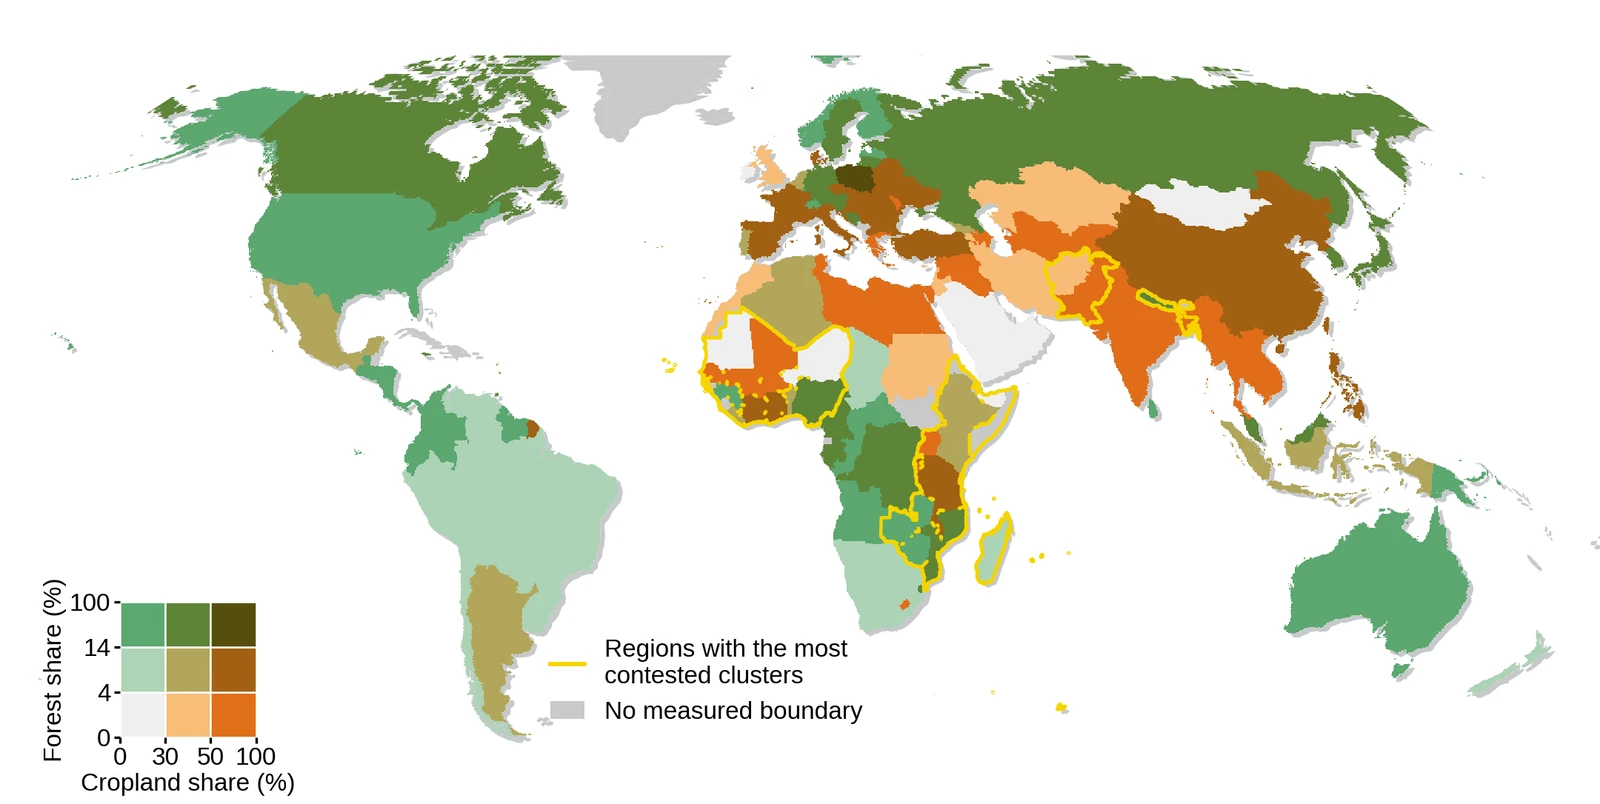 Regions with the most
contested clusters
No measured boundary
Forest share (%)
100
14
4
0
0 30 50 100
Cropland share (%)